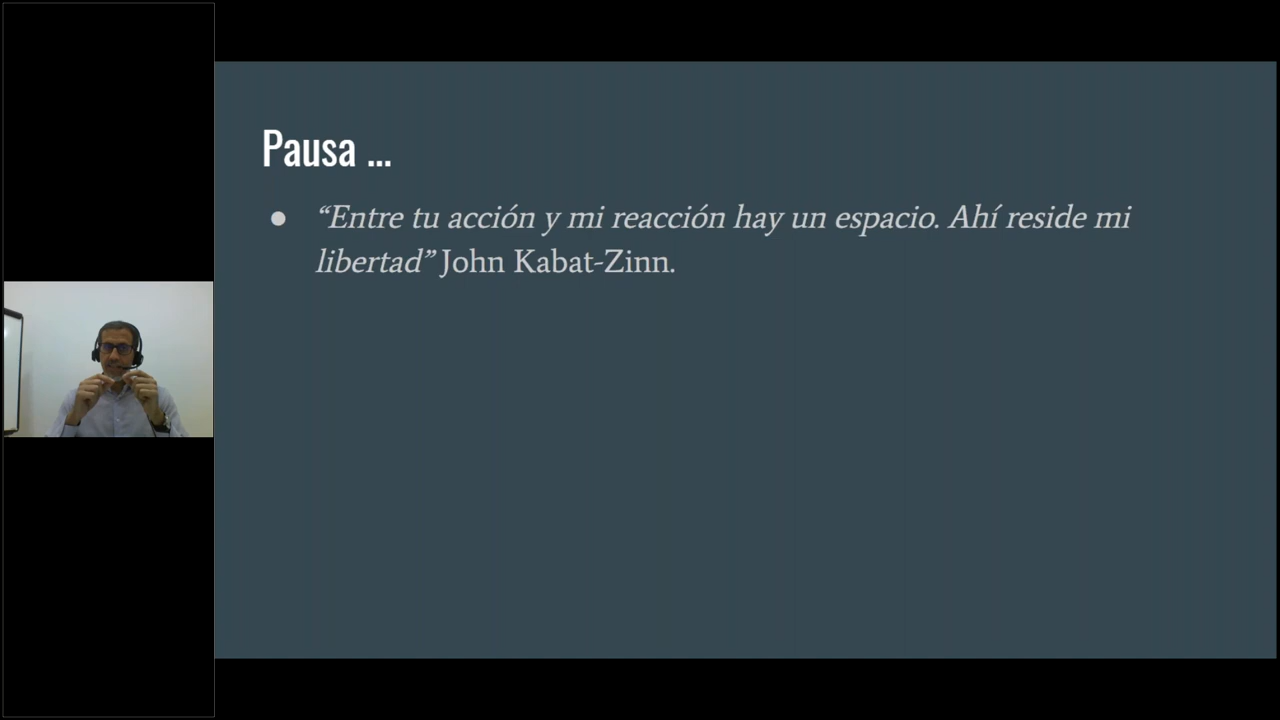 Pausa ...
● “Entre tu acción y mi reacción hay un espacio. Ahí reside mi
libertad” John Kabat-Zinn.